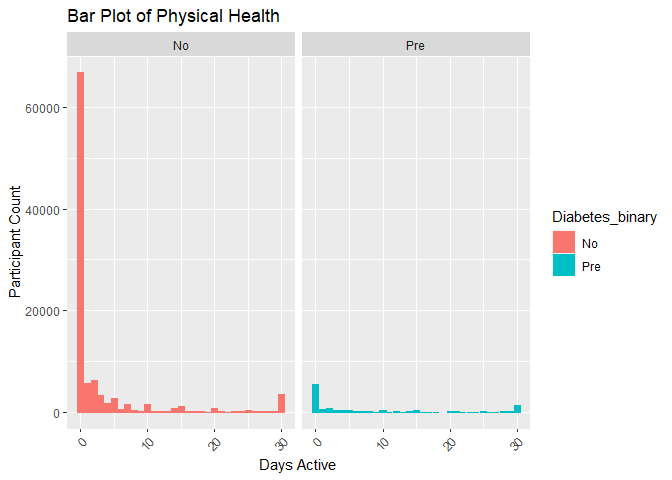 Bar Plot of Physical Health
No Pre
60000
40000
20000
0
Participant Count
0 10 20 30 0 10 20 30
Days Active
Diabetes_binary
No
Pre